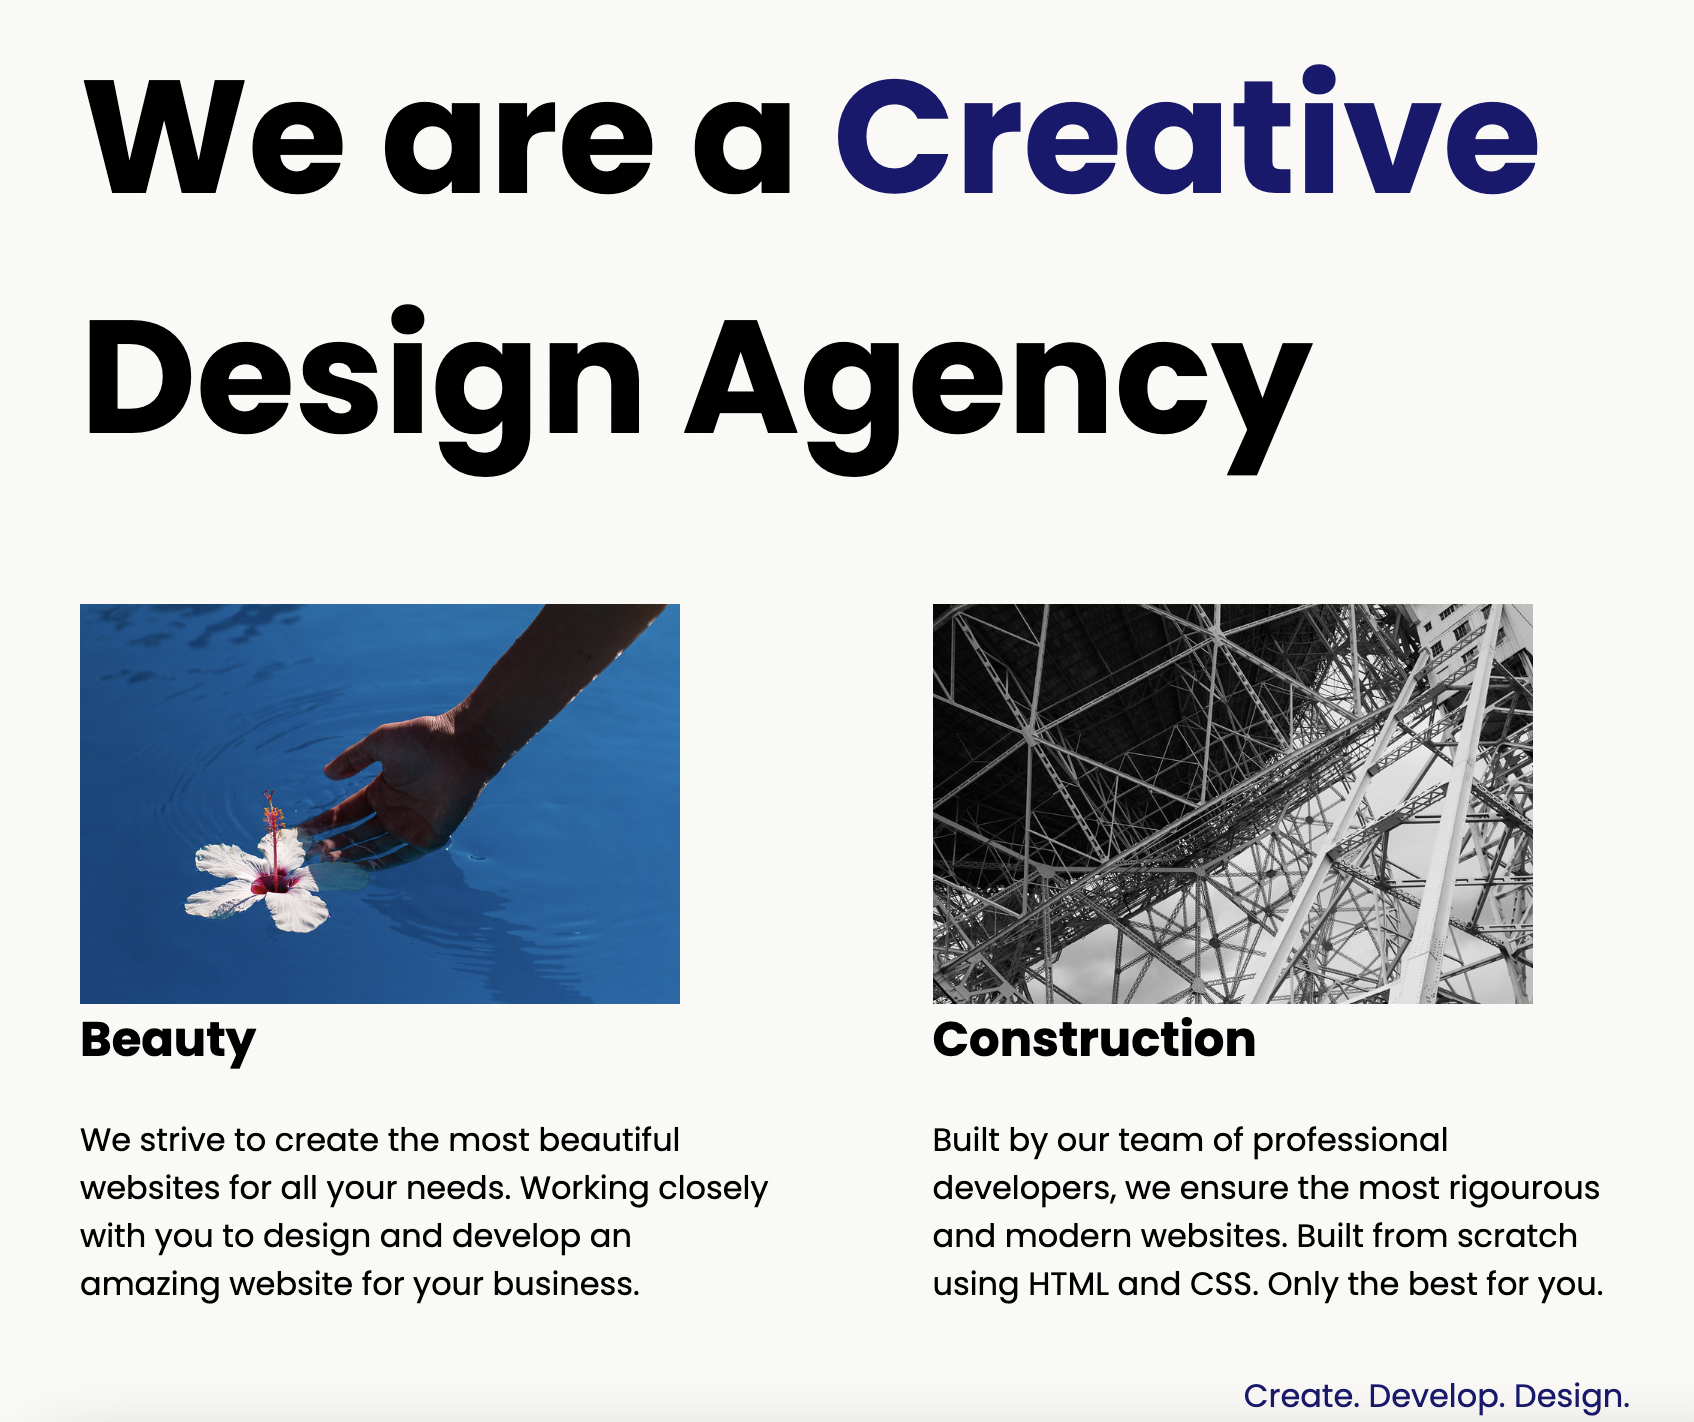 We are a Creative
Design Agency
Beauty
We strive to create the most beautiful
websites for all your needs. Working closely
with you to design and develop an
amazing website for your business.
Construction
Built by our team of professional
developers, we ensure the most rigourous
and modern websites. Built from scratch
using HTML and CSS. Only the best for you.
Create. Develop. Design.